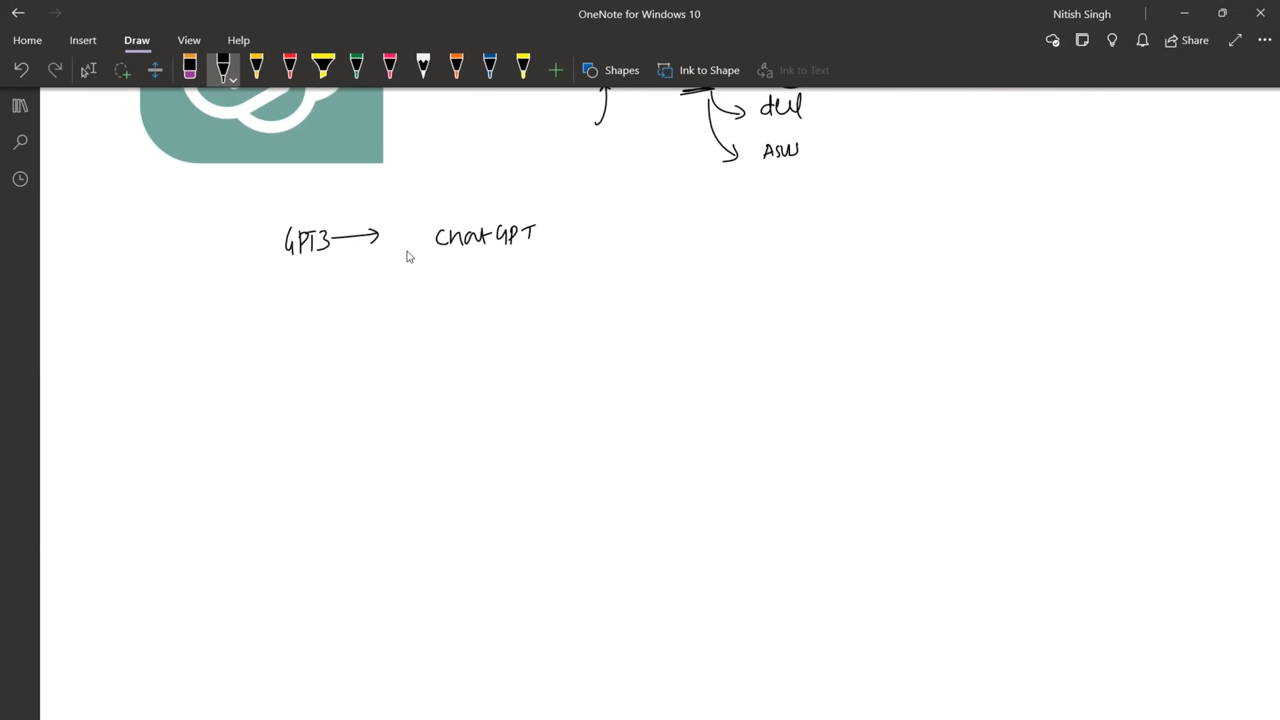 OneNote for Windows 10
Nitish Singh
Home Insert Draw View Help
Share
Shapes Ink to Shape Ink to Text
dell
GPT3 ChatGPT